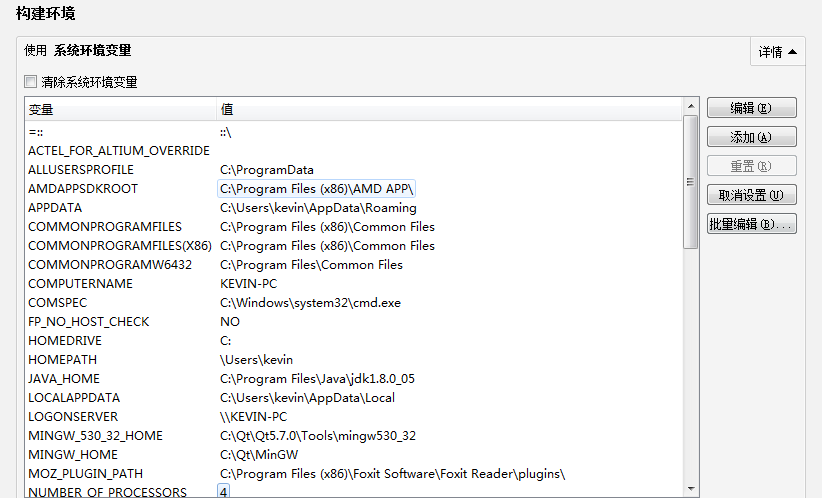 构建环境
使用 系统环境变量
详情
清除系统环境变量
变量 值
=:: ::\
ACTEL_FOR_ALTIUM_OVERRIDE
ALLUSERSPROFILE C:\ProgramData
AMDAPPSDKROOT C:\Program Files (x86)\AMD APP\
APPDATA C:\Users\kevin\AppData\Roaming
COMMONPROGRAMFILES C:\Program Files (x86)\Common Files
COMMONPROGRAMFILES(X86) C:\Program Files (x86)\Common Files
COMMONPROGRAMW6432 C:\Program Files\Common Files
COMPUTERNAME KEVIN-PC
COMSPEC C:\Windows\system32\cmd.exe
FP_NO_HOST_CHECK NO
HOMEDRIVE C:
HOMEPATH \Users\kevin
JAVA_HOME C:\Program Files\Java\jdk1.8.0_05
LOCALAPPDATA C:\Users\kevin\AppData\Local
LOGONSERVER \\KEVIN-PC
MINGW_530_32_HOME C:\Qt\Qt5.7.0\Tools\mingw530_32
MINGW_HOME C:\Qt\MinGW
MOZ_PLUGIN_PATH C:\Program Files (x86)\Foxit Software\Foxit Reader\plugins\
NUMBER_OF_PROCESSORS 4
编辑(E)
添加(A)
重置(R)
取消设置(U)
批量编辑(B)...